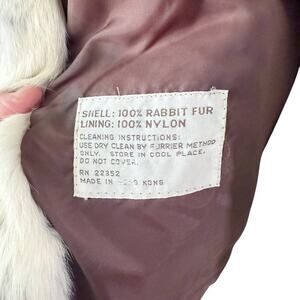 SHELL: 100% RABBIT FUR
LINING: 100% NYLON
CLEANING INSTRUCTIONS:
USE DRY CLEAN BY FURRIER METHOD
ONLY. STORE IN COOL PLACE.
DO NOT COVER.
RN 22352
MADE IN KONG